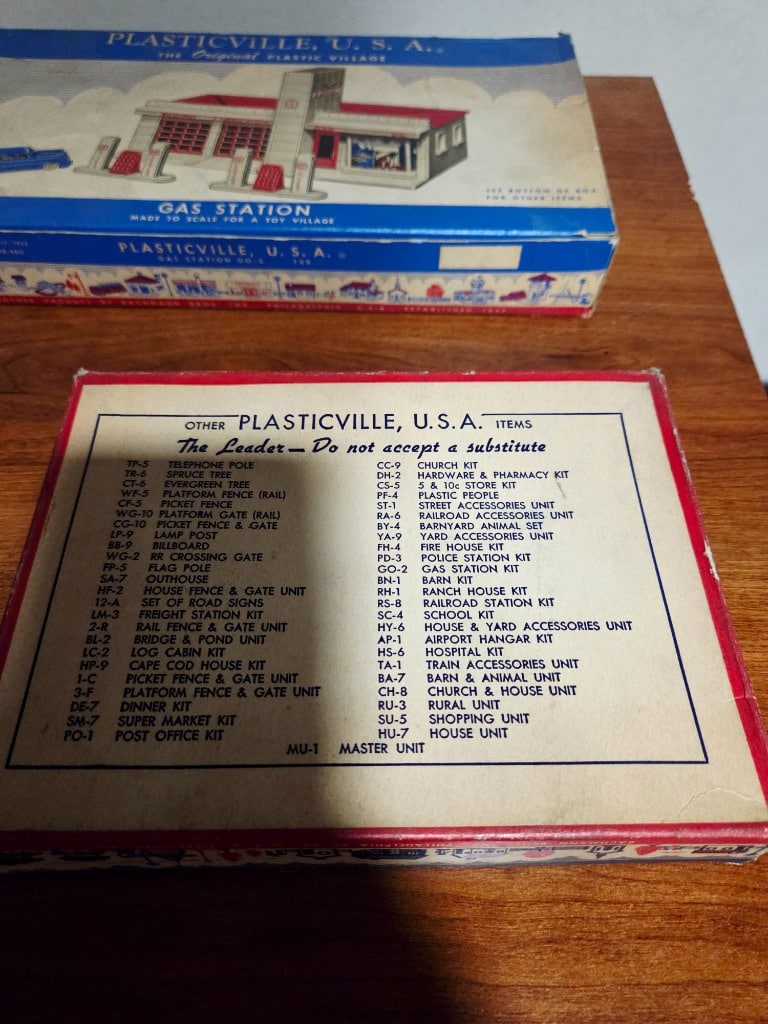 PLASTICVILLE, U. S. A.
THE Original PLASTIC VILLAGE
SEE BOTTOM OF BOX
FOR OTHER ITEMS
GAS STATION
MADE TO SCALE FOR A TOY VILLAGE
PLASTICVILLE, U. S. A. ®
GAS STATION
OTHER PLASTICVILLE, U.S.A. ITEMS
The Leader — Do not accept a substitute
TP-5 TELEPHONE POLE
TR-6 SPRUCE TREE
CT-6 EVERGREEN TREE
WF-5 PLATFORM FENCE (RAIL)
CF-5 PICKET FENCE
WG-10 PLATFORM GATE (RAIL)
CG-10 PICKET FENCE & GATE
LP-9 LAMP POST
BB-9 BILLBOARD
WG-2 RR CROSSING GATE
FP-5 FLAG POLE
SA-7 OUTHOUSE
HF-2 HOUSE FENCE & GATE UNIT
12-A SET OF ROAD SIGNS
LM-3 FREIGHT STATION KIT
2-R RAIL FENCE & GATE UNIT
BL-2 BRIDGE & POND UNIT
LC-2 LOG CABIN KIT
HP-9 CAPE COD HOUSE KIT
1-C PICKET FENCE & GATE UNIT
3-F PLATFORM FENCE & GATE UNIT
DE-7 DINNER KIT
SM-7 SUPER MARKET KIT
PO-1 POST OFFICE KIT
CC-9 CHURCH KIT
DH-2 HARDWARE & PHARMACY KIT
CS-5 5 & 10c STORE KIT
PF-4 PLASTIC PEOPLE
ST-1 STREET ACCESSORIES UNIT
RA-6 RAILROAD ACCESSORIES UNIT
BY-4 BARNYARD ANIMAL SET
YA-9 YARD ACCESSORIES UNIT
FH-4 FIRE HOUSE KIT
PD-3 POLICE STATION KIT
GO-2 GAS STATION KIT
BN-1 BARN KIT
RH-1 RANCH HOUSE KIT
RS-8 RAILROAD STATION KIT
SC-4 SCHOOL KIT
HY-6 HOUSE & YARD ACCESSORIES UNIT
AP-1 AIRPORT HANGAR KIT
HS-6 HOSPITAL KIT
TA-1 TRAIN ACCESSORIES UNIT
BA-7 BARN & ANIMAL UNIT
CH-8 CHURCH & HOUSE UNIT
RU-3 RURAL UNIT
SU-5 SHOPPING UNIT
HU-7 HOUSE UNIT
MU-1 MASTER UNIT